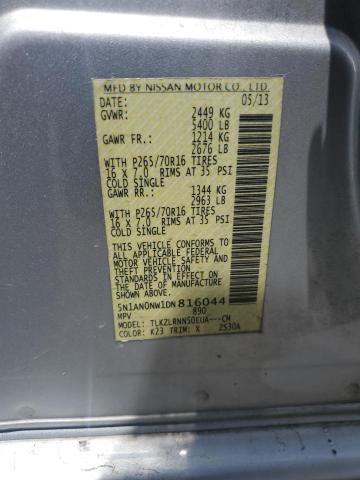 MFD BY NISSAN MOTOR CO., LTD.
DATE: 05/13
GVWR: 2449 KG
5400 LB
GAWR FR.: 1214 KG
2676 LB
WITH P265/70R16 TIRES
16 X 7.0 RIMS AT 35 PSI
COLD SINGLE
GAWR RR.: 1344 KG
2963 LB
WITH P265/70R16 TIRES
16 X 7.0 RIMS AT 35 PSI
COLD SINGLE
THIS VEHICLE CONFORMS TO
ALL APPLICABLE FEDERAL
MOTOR VEHICLE SAFETY
STANDARDS IN EFFECT ON
THE DATE OF MANUFACTURE
SHOWN ABOVE.
5N1AN0NW1DN816044
MPV 890
MODEL: TLKZLRNN50EUA---CM
COLOR: K23 TRIM: X 2S30A